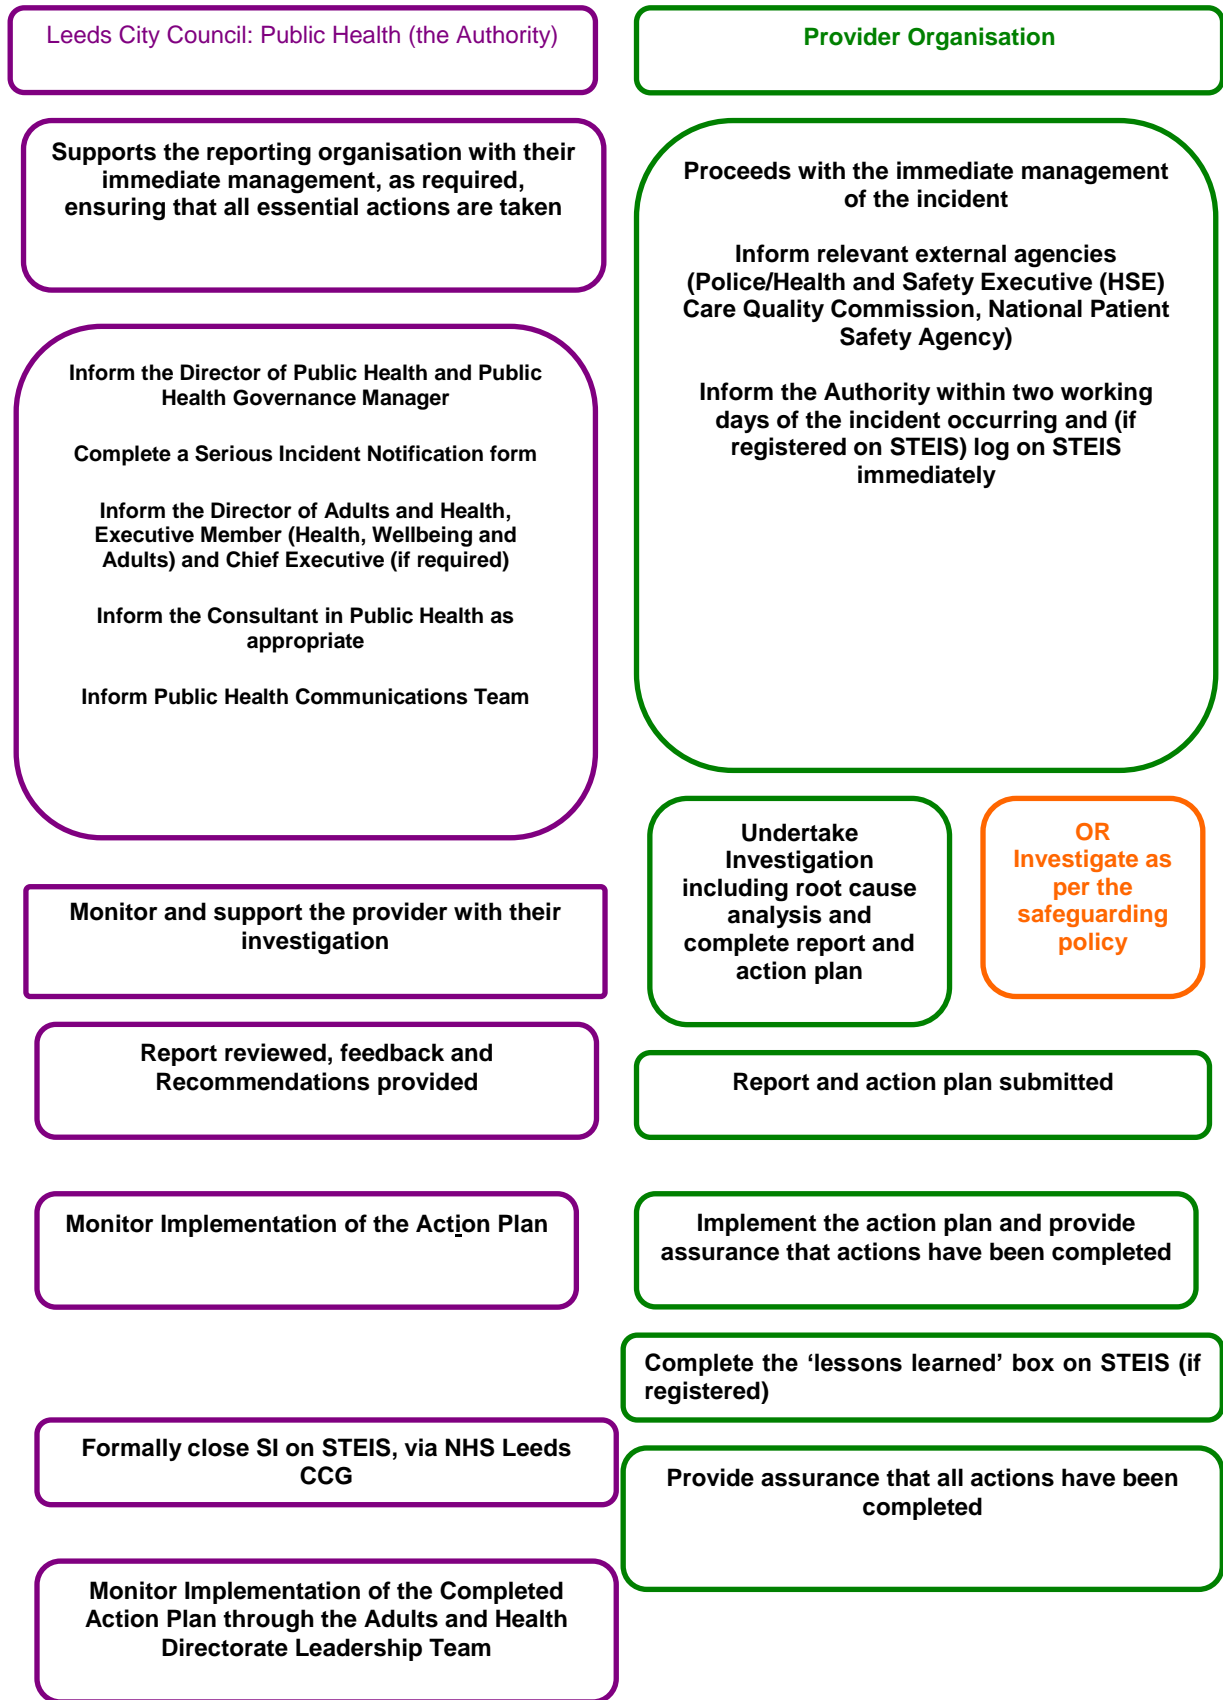 Leeds City Council: Public Health (the Authority)
Provider Organisation
Supports the reporting organisation with their
immediate management, as required,
ensuring that all essential actions are taken
Proceeds with the immediate management
of the incident
Inform relevant external agencies
(Police/Health and Safety Executive (HSE)
Care Quality Commission, National Patient
Safety Agency)
Inform the Authority within two working
days of the incident occurring and (if
registered on STEIS) log on STEIS
immediately
Inform the Director of Public Health and Public
Health Governance Manager
Complete a Serious Incident Notification form
Inform the Director of Adults and Health,
Executive Member (Health, Wellbeing and
Adults) and Chief Executive (if required)
Inform the Consultant in Public Health as
appropriate
Inform Public Health Communications Team
Undertake
Investigation
including root cause
analysis and
complete report and
action plan
OR
Investigate as
per the
safeguarding
policy
Monitor and support the provider with their
investigation
Report reviewed, feedback and
Recommendations provided
Report and action plan submitted
Monitor Implementation of the Action Plan
Implement the action plan and provide
assurance that actions have been completed
Complete the ‘lessons learned’ box on STEIS (if
registered)
Formally close SI on STEIS, via NHS Leeds
CCG
Provide assurance that all actions have been
completed
Monitor Implementation of the Completed
Action Plan through the Adults and Health
Directorate Leadership Team